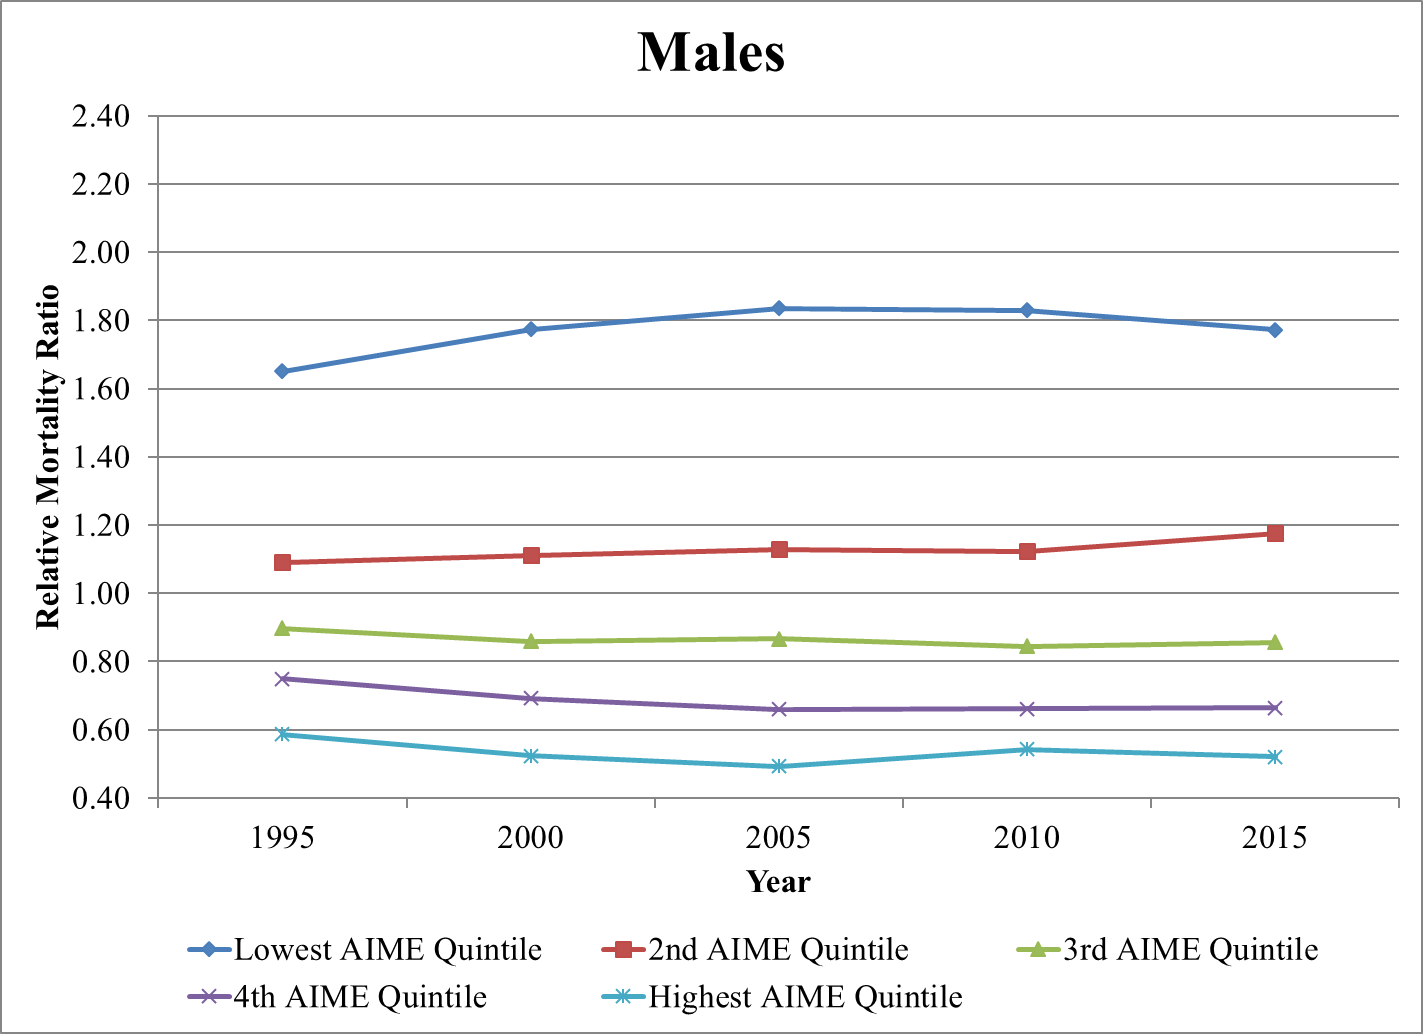 Males
2.40
2.20
2.00
1.80
1.60
1.40
1.20
1.00
0.80
0.60
0.40
Relative Mortality Ratio
1995 2000 2005 2010 2015
Year
Lowest AIME Quintile 2nd AIME Quintile 3rd AIME Quintile
4th AIME Quintile Highest AIME Quintile